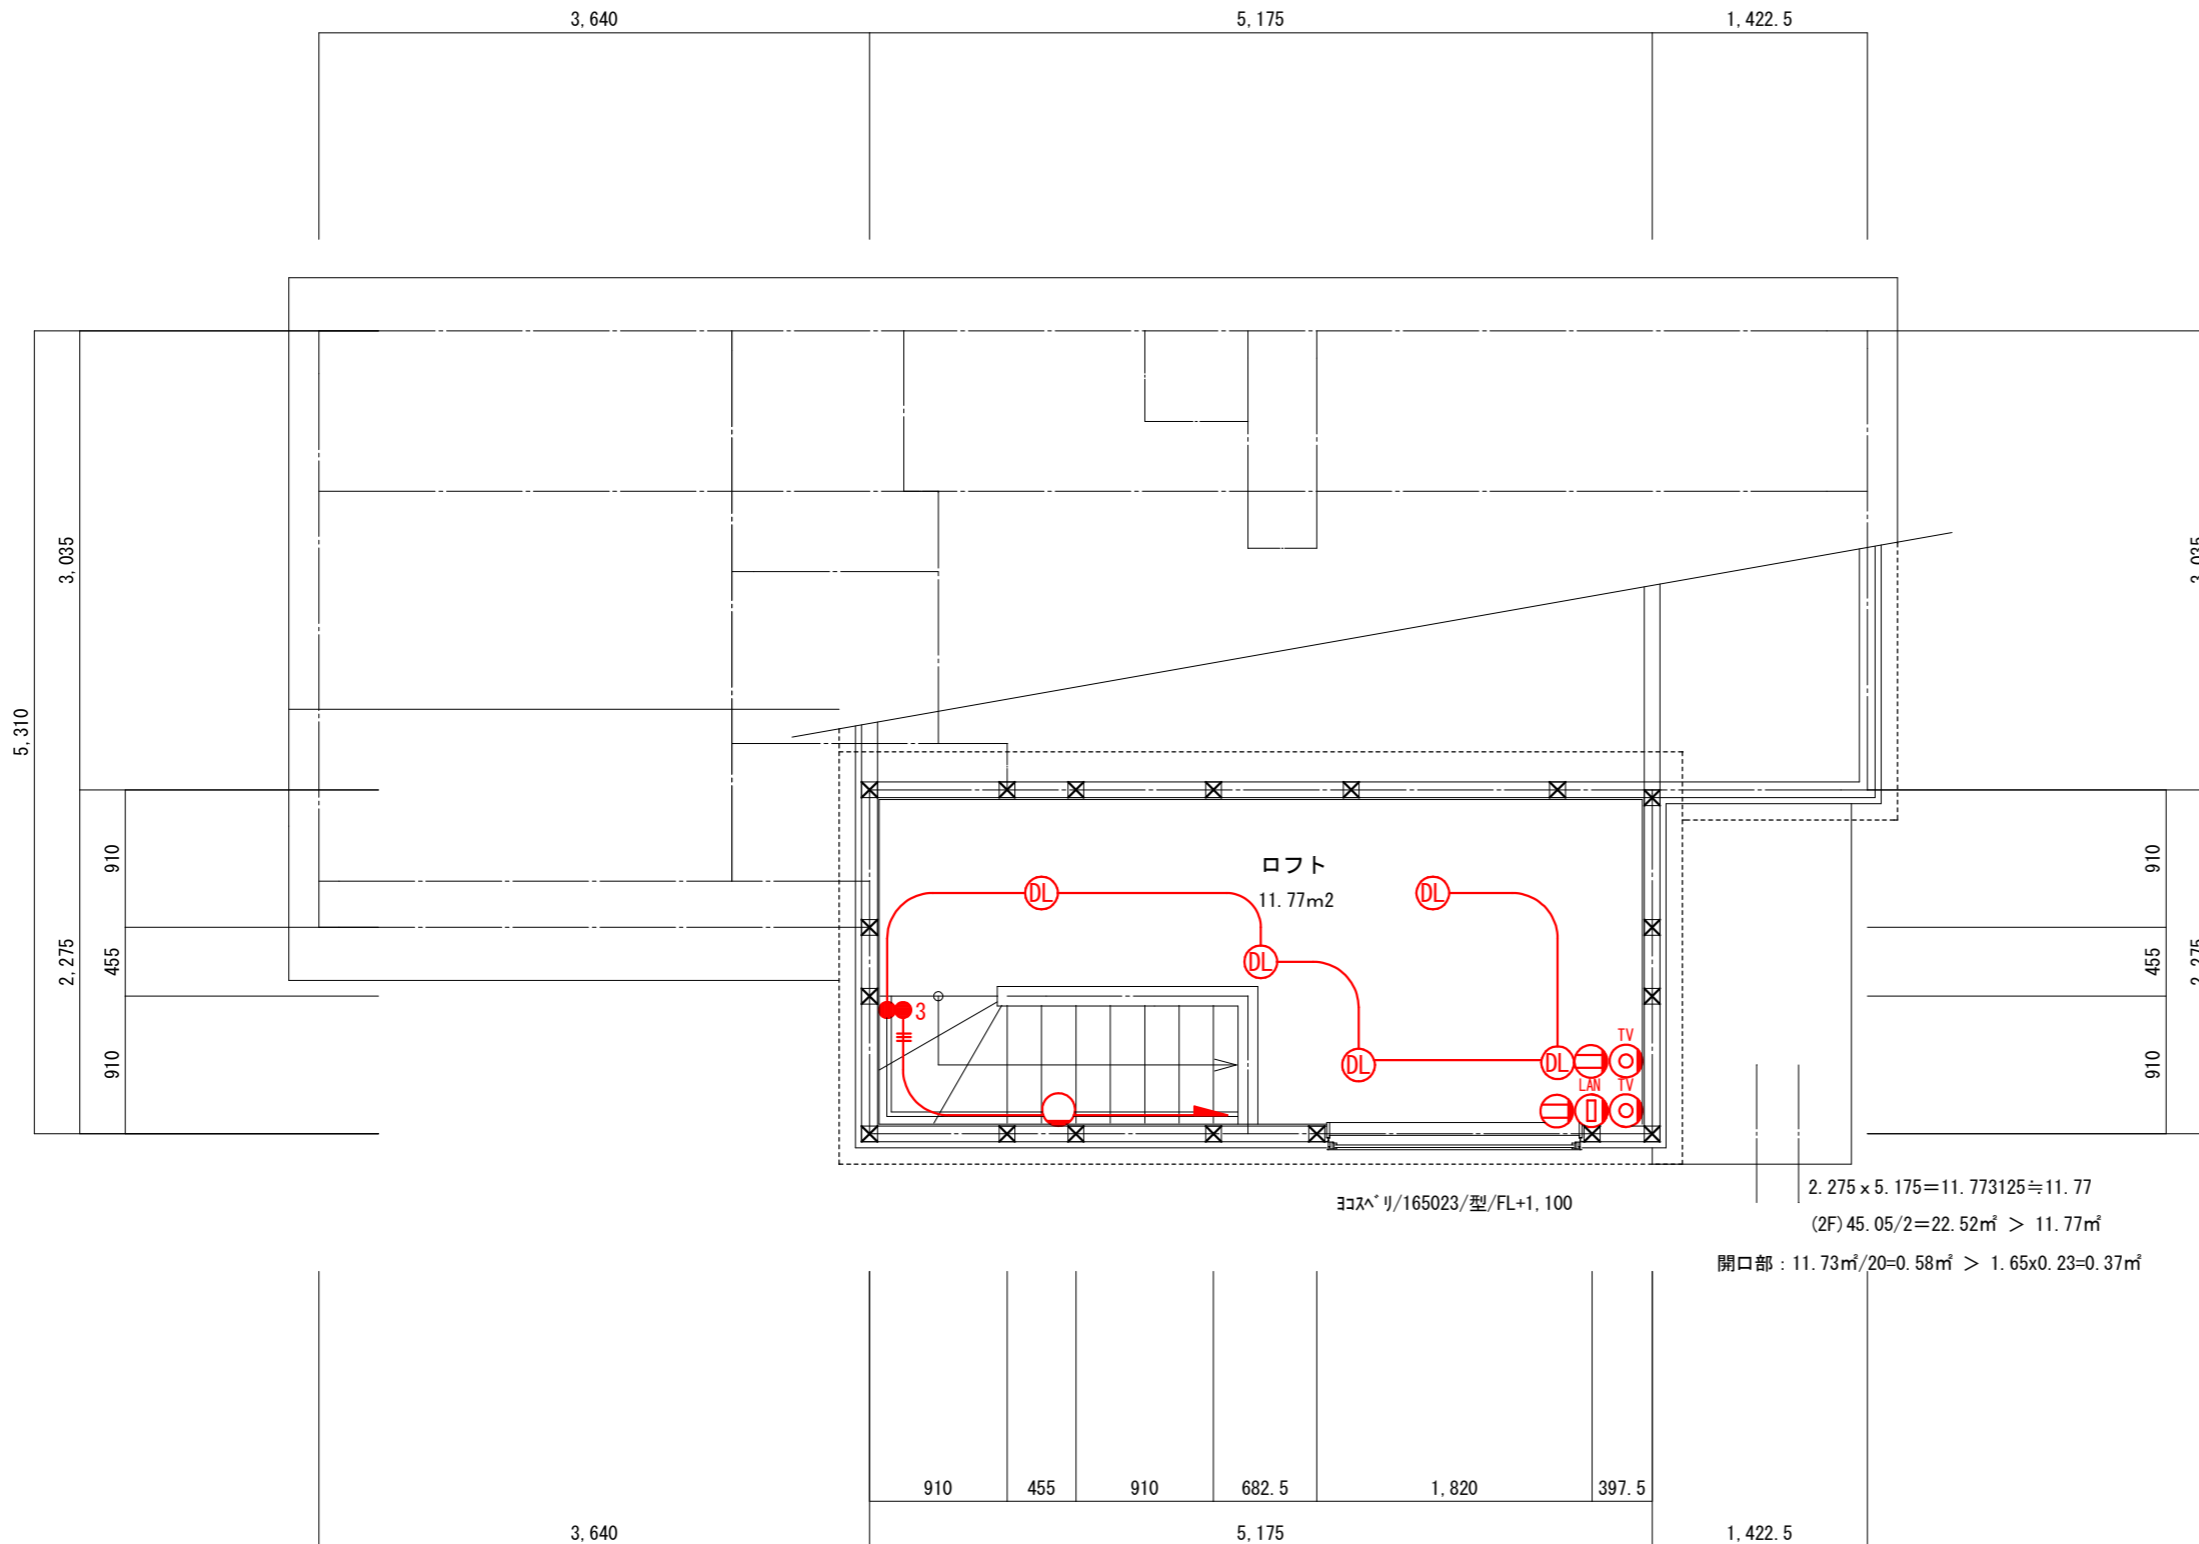 3,640
5,175
1,422.5
5,310
3,035
2,275
910
455
910
3,035
910
455
910
2,275
ロフト
11.77m2
DL
DL
DL
DL
DL
3
TV
LAN
TV
ﾖｺｽﾍﾞﾘ/165023/型/FL+1,100
2.275x5.175=11.773125≒11.77
(2F)45.05/2=22.52㎡ > 11.77㎡
開口部:11.73㎡/20=0.58㎡ > 1.65x0.23=0.37㎡
910
455
910
682.5
1,820
397.5
3,640
5,175
1,422.5